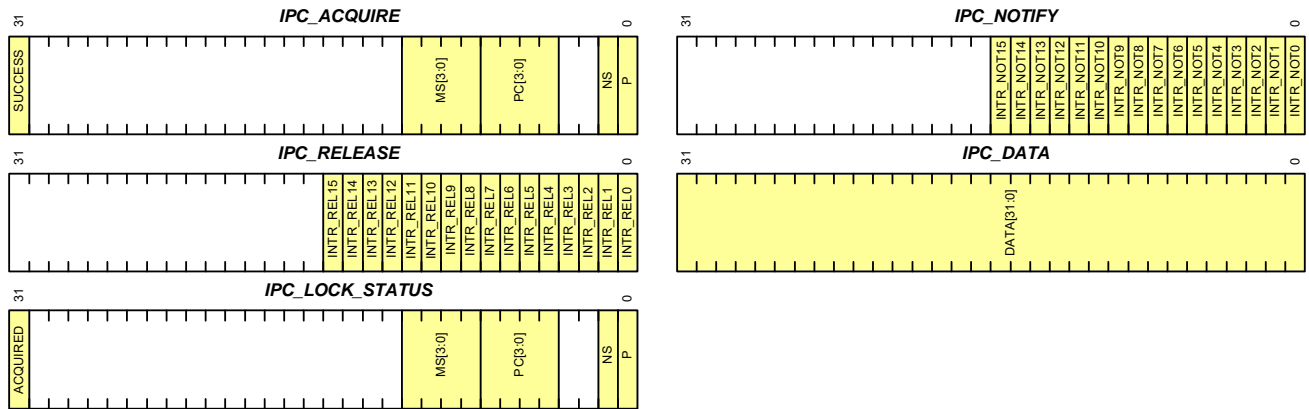 31
IPC_ACQUIRE
0
SUCCESS
MS[3:0]
PC[3:0]
NS
P
31
IPC_NOTIFY
0
INTR_NOT15
INTR_NOT14
INTR_NOT13
INTR_NOT12
INTR_NOT11
INTR_NOT10
INTR_NOT9
INTR_NOT8
INTR_NOT7
INTR_NOT6
INTR_NOT5
INTR_NOT4
INTR_NOT3
INTR_NOT2
INTR_NOT1
INTR_NOT0
31
IPC_RELEASE
0
INTR_REL15
INTR_REL14
INTR_REL13
INTR_REL12
INTR_REL11
INTR_REL10
INTR_REL9
INTR_REL8
INTR_REL7
INTR_REL6
INTR_REL5
INTR_REL4
INTR_REL3
INTR_REL2
INTR_REL1
INTR_REL0
31
IPC_DATA
0
DATA[31:0]
31
IPC_LOCK_STATUS
0
ACQUIRED
MS[3:0]
PC[3:0]
NS
P